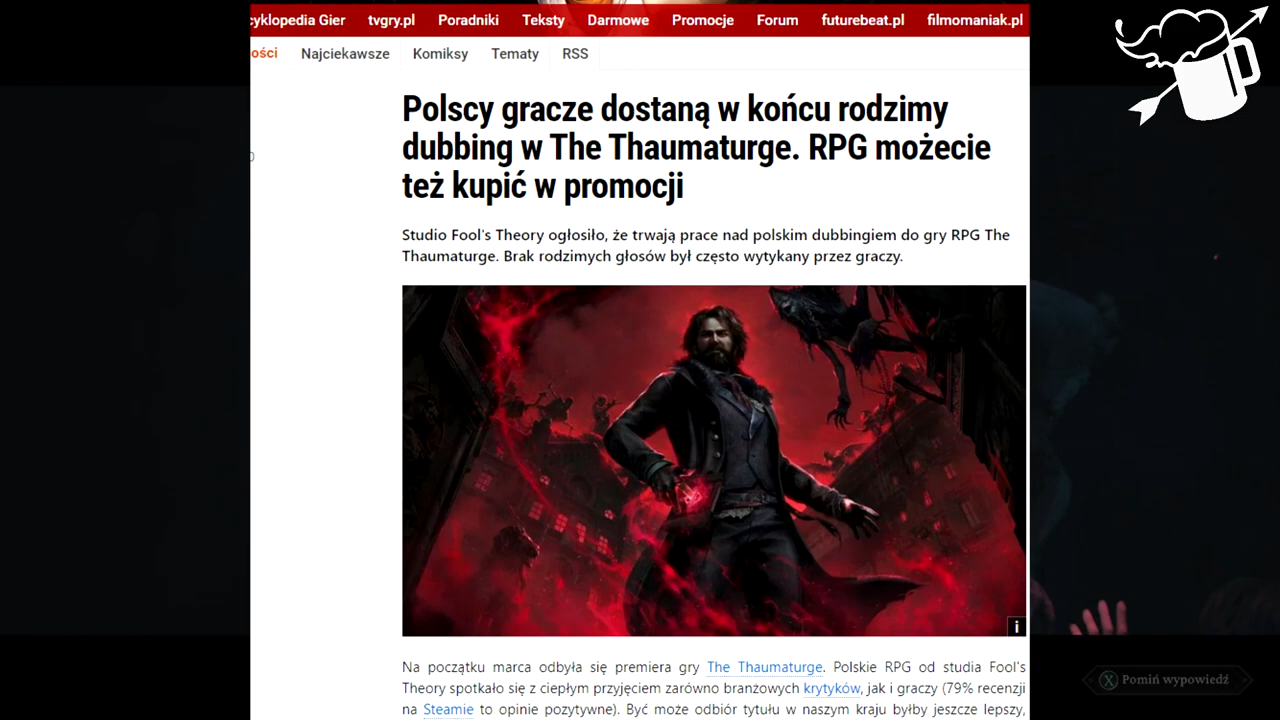 cyklopedia Gier tvgry.pl Poradniki Teksty Darmowe Promocje Forum futurebeat.pl filmomaniak.pl
ości Najciekawsze Komiksy Tematy RSS
Polscy gracze dostaną w końcu rodzimy
dubbing w The Thaumaturge. RPG możecie
też kupić w promocji
Studio Fool's Theory ogłosiło, że trwają prace nad polskim dubbingiem do gry RPG The
Thaumaturge. Brak rodzimych głosów był często wytykany przez graczy.
i
Na początku marca odbyła się premiera gry The Thaumaturge. Polskie RPG od studia Fool's
Theory spotkało się z ciepłym przyjęciem zarówno branżowych krytyków, jak i graczy (79% recenzji
na Steamie to opinie pozytywne). Być może odbiór tytułu w naszym kraju byłby jeszcze lepszy,
X Pomiń wypowiedź